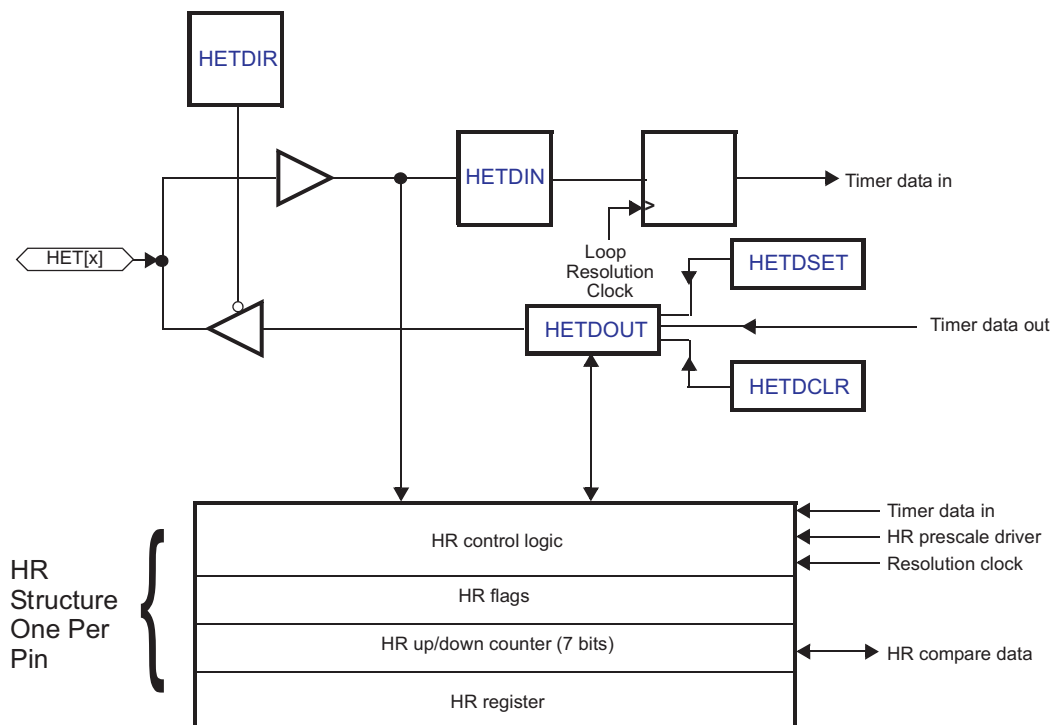 HETDIR
HETDIN
Timer data in
HET[x]
Loop
Resolution
Clock
HETDSET
HETDOUT
Timer data out
HETDCLR
HR
Structure
One Per
Pin
HR control logic
HR flags
HR up/down counter (7 bits)
HR register
Timer data in
HR prescale driver
Resolution clock
HR compare data